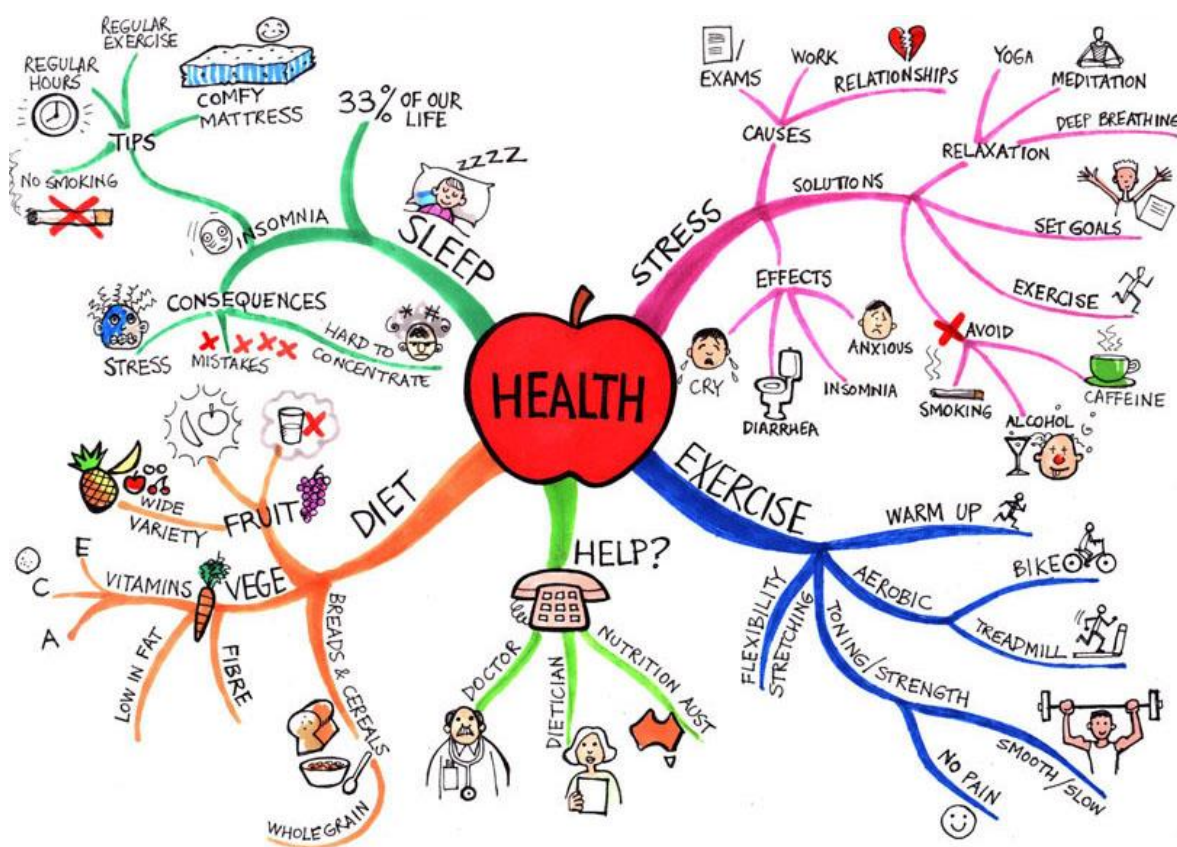 HEALTH
SLEEP
33% OF OUR
LIFE
ZZZZ
INSOMNIA
TIPS
REGULAR
HOURS
REGULAR
EXERCISE
COMFY
MATTRESS
NO SMOKING
CONSEQUENCES
STRESS
MISTAKES
HARD TO
CONCENTRATE
STRESS
CAUSES
EXAMS
WORK
RELATIONSHIPS
SOLUTIONS
RELAXATION
YOGA
MEDITATION
DEEP BREATHING
SET GOALS
EXERCISE
AVOID
SMOKING
ALCOHOL
CAFFEINE
EFFECTS
CRY
DIARRHEA
INSOMNIA
ANXIOUS
EXERCISE
WARM UP
AEROBIC
BIKE
TREADMILL
TONING/STRENGTH
SMOOTH/SLOW
NO PAIN
FLEXIBILITY
STRETCHING
HELP?
DOCTOR
DIETICIAN
NUTRITION AUST
DIET
FRUIT
WIDE
VARIETY
VEGE
VITAMINS
E
C
A
LOW IN FAT
FIBRE
BREADS & CEREALS
WHOLEGRAIN